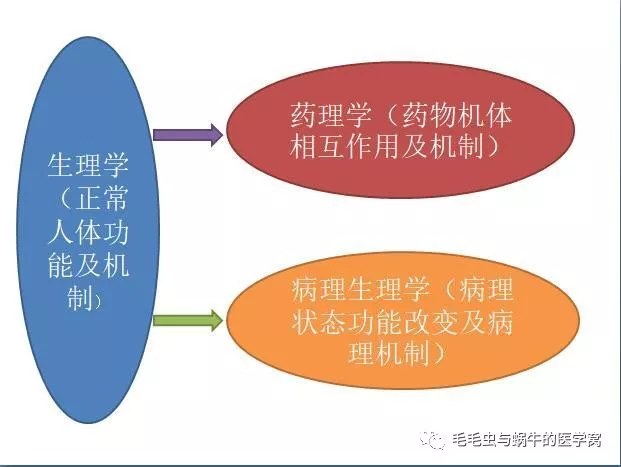 生理学
（正常
人体功
能及机
制）
药理学（药物机体
相互作用及机制）
病理生理学（病理
状态功能改变及病
理机制）
毛毛虫与蜗牛的医学窝